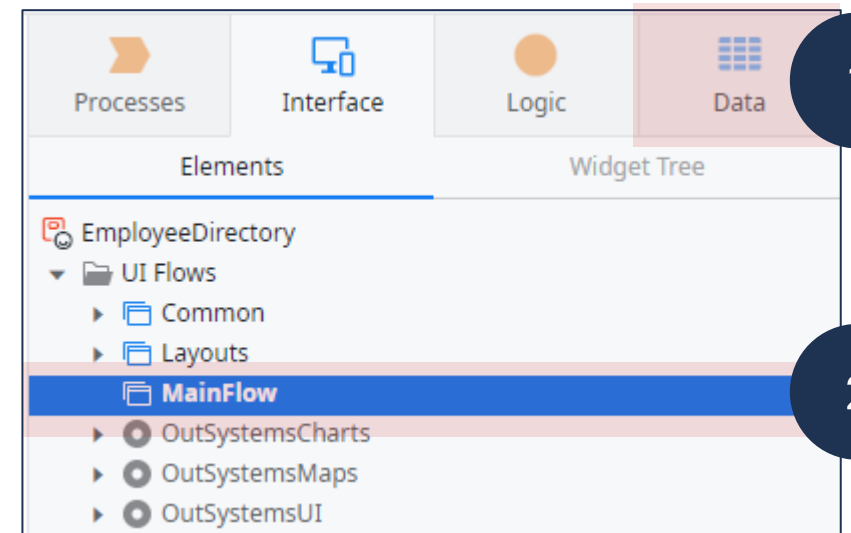 Processes Interface Logic Data
Elements Widget Tree
EmployeeDirectory
UI Flows
Common
Layouts
MainFlow
OutSystemsCharts
OutSystemsMaps
OutSystemsUI